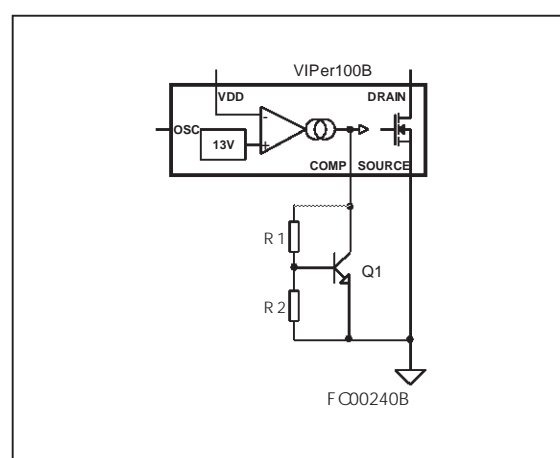 VIPer100B
VDD
DRAIN
OSC
13V
-
+
COMP SOURCE
R1
Q1
R2
FC00240B